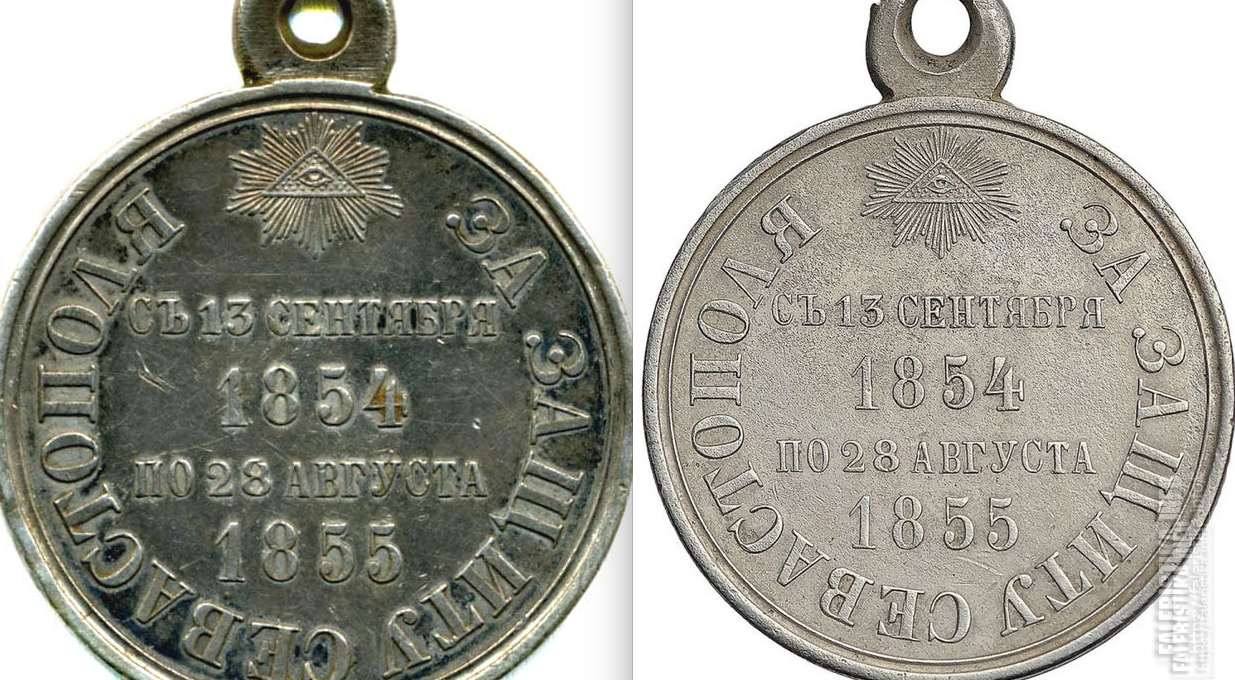 ЗА ЗАЩИТУ СЕВАСТОПОЛЯ
СЪ 13 СЕНТЯБРЯ
1854
ПО 28 АВГУСТА
1855
ЗА ЗАЩИТУ СЕВАСТОПОЛЯ
СЪ 13 СЕНТЯБРЯ
1854
ПО 28 АВГУСТА
1855